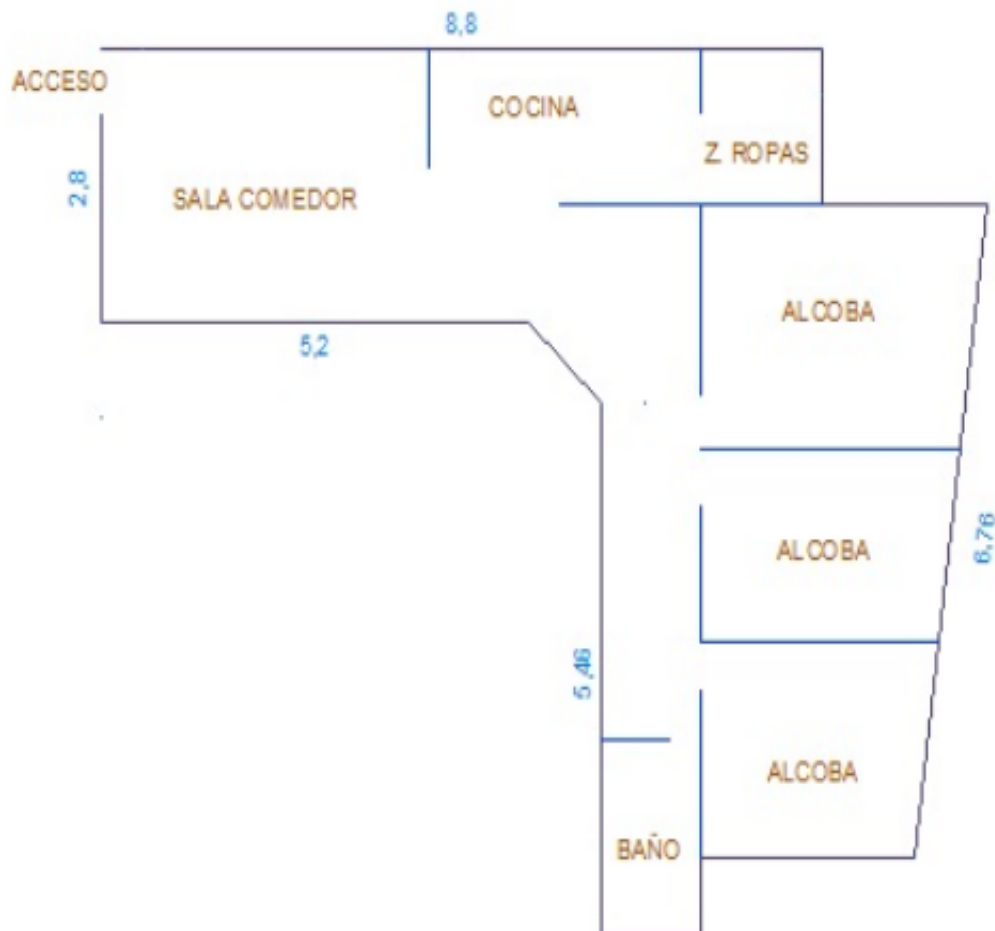 8,8
ACCESO
COCINA
Z. ROPAS
2,8
SALA COMEDOR
ALCOBA
5,2
ALCOBA
6,76
5,46
ALCOBA
BAÑO